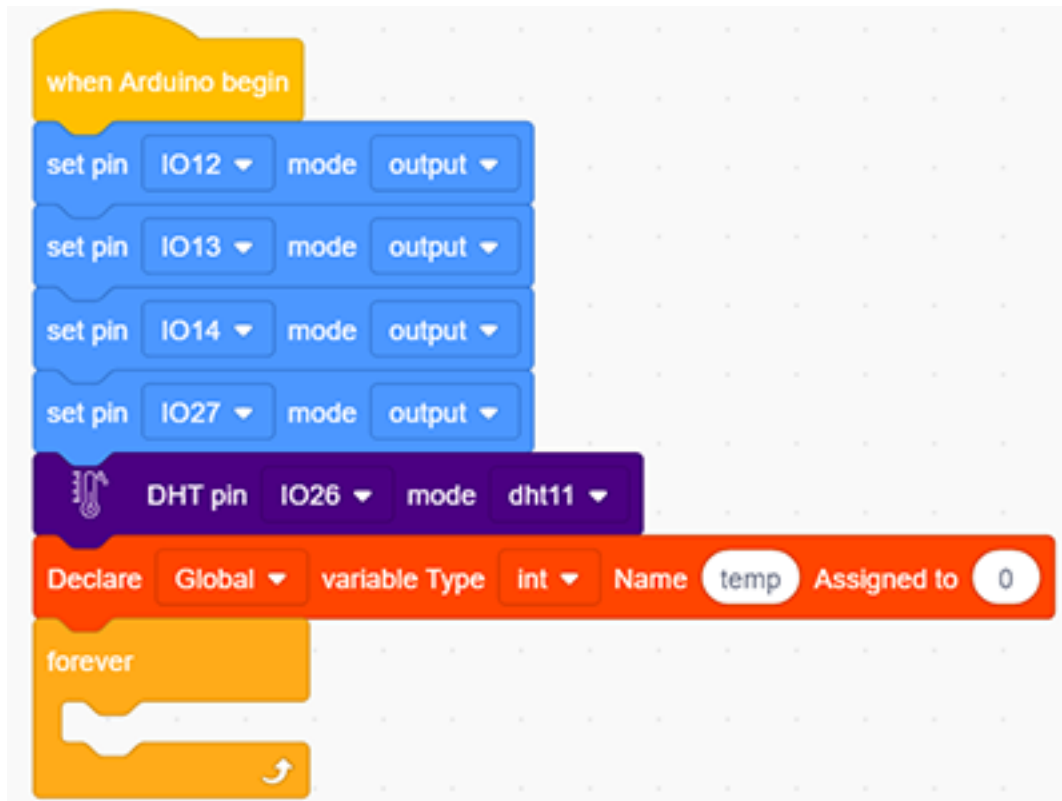 when Arduino begin
set pin IO12 mode output
set pin IO13 mode output
set pin IO14 mode output
set pin IO27 mode output
DHT pin IO26 mode dht11
Declare Global variable Type int Name temp Assigned to 0
forever